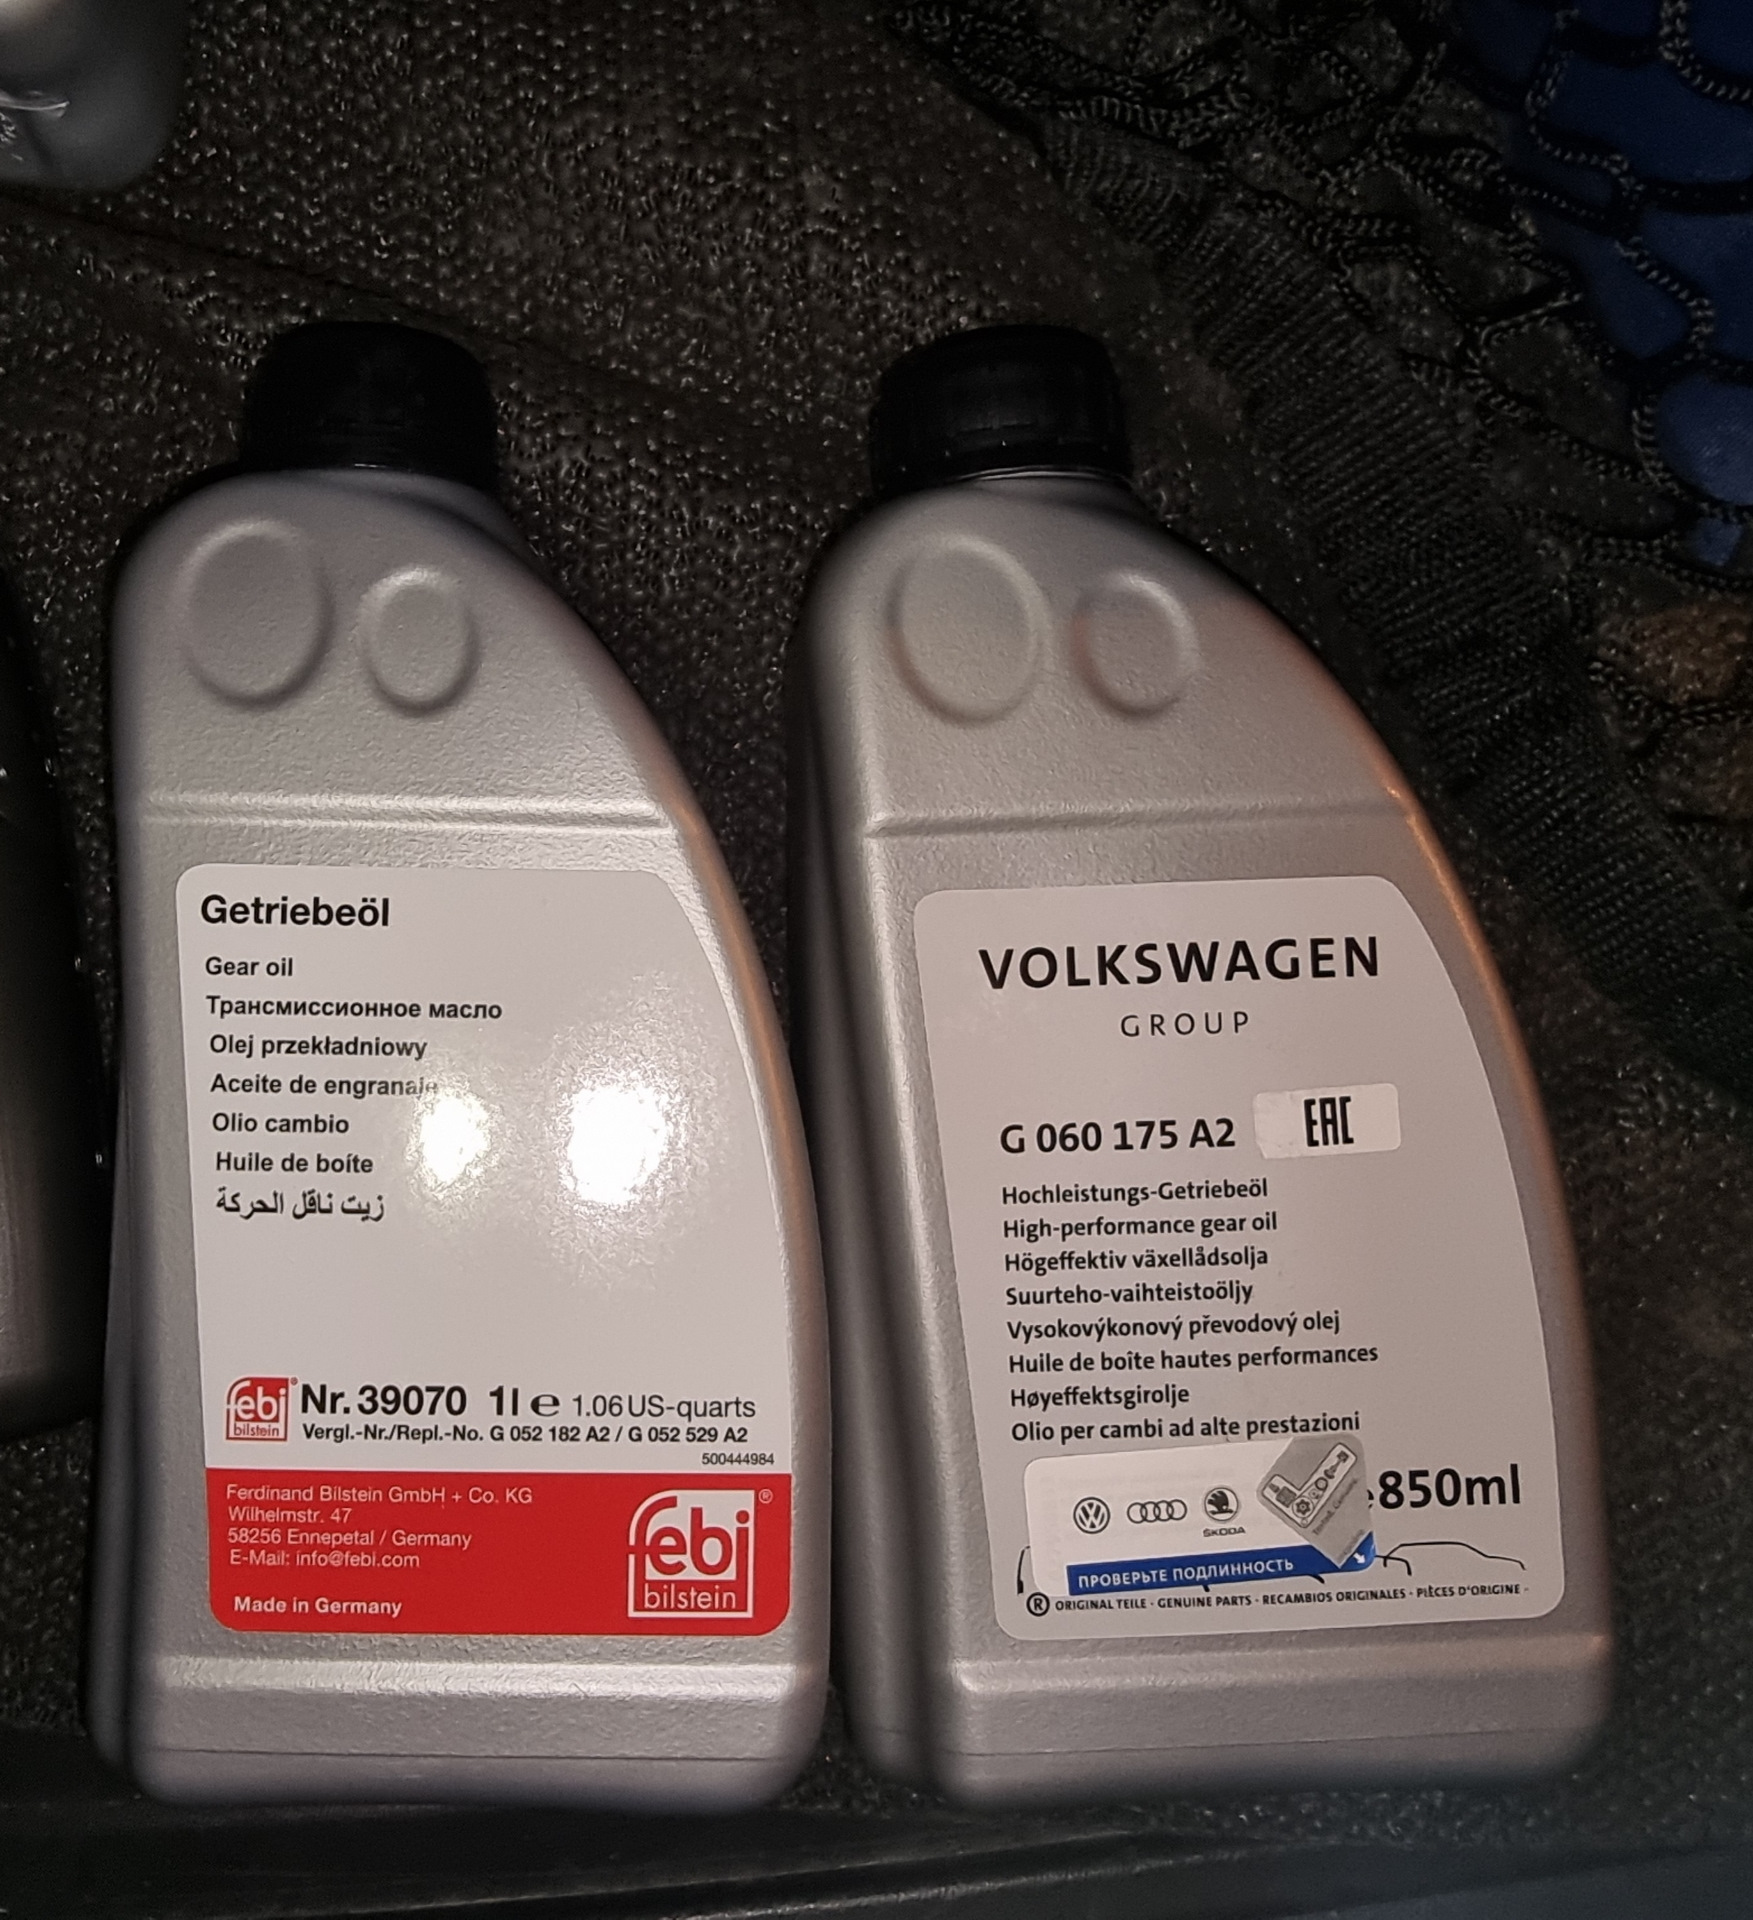 Getriebeöl
Gear oil
Трансмиссионное масло
Olej przekładniowy
Aceite de engranaje
Olio cambio
Huile de boîte
زيت ناقل الحركة
febi
bilstein
Nr. 39070 1l e 1.06 US-quarts
Vergl.-Nr./Repl.-No. G 052 182 A2 / G 052 529 A2
500444984
Ferdinand Bilstein GmbH + Co. KG
Wilhelmstr. 47
58256 Ennepetal / Germany
E-Mail: info@febi.com
Made in Germany
febi ®
bilstein
VOLKSWAGEN
GROUP
G 060 175 A2 EAC
Hochleistungs-Getriebeöl
High-performance gear oil
Högeffektiv växellådsolja
Suurteho-vaihteistoöljy
Vysokovýkonový převodový olej
Huile de boîte hautes performances
Høyeffektsgirolje
Olio per cambi ad alte prestazioni
850ml
ŠKODA
ПРОВЕРЬТЕ ПОДЛИННОСТЬ
® ORIGINAL TEILE · GENUINE PARTS · RECAMBIOS ORIGINALES · PIÈCES D'ORIGINE ·